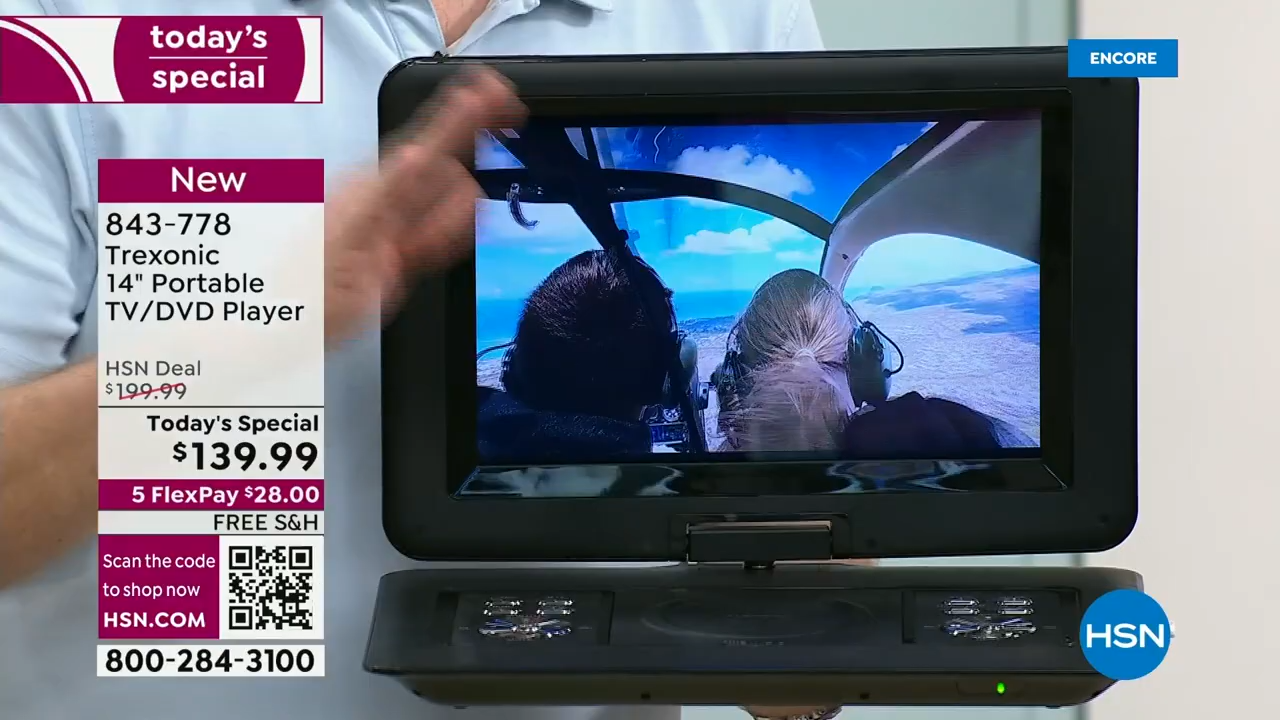 today's
special
ENCORE
New
843-778
Trexonic
14" Portable
TV/DVD Player
HSN Deal
$199.99
Today's Special
$139.99
5 FlexPay $28.00
FREE S&H
Scan the code
to shop now
HSN.COM
800-284-3100
HSN